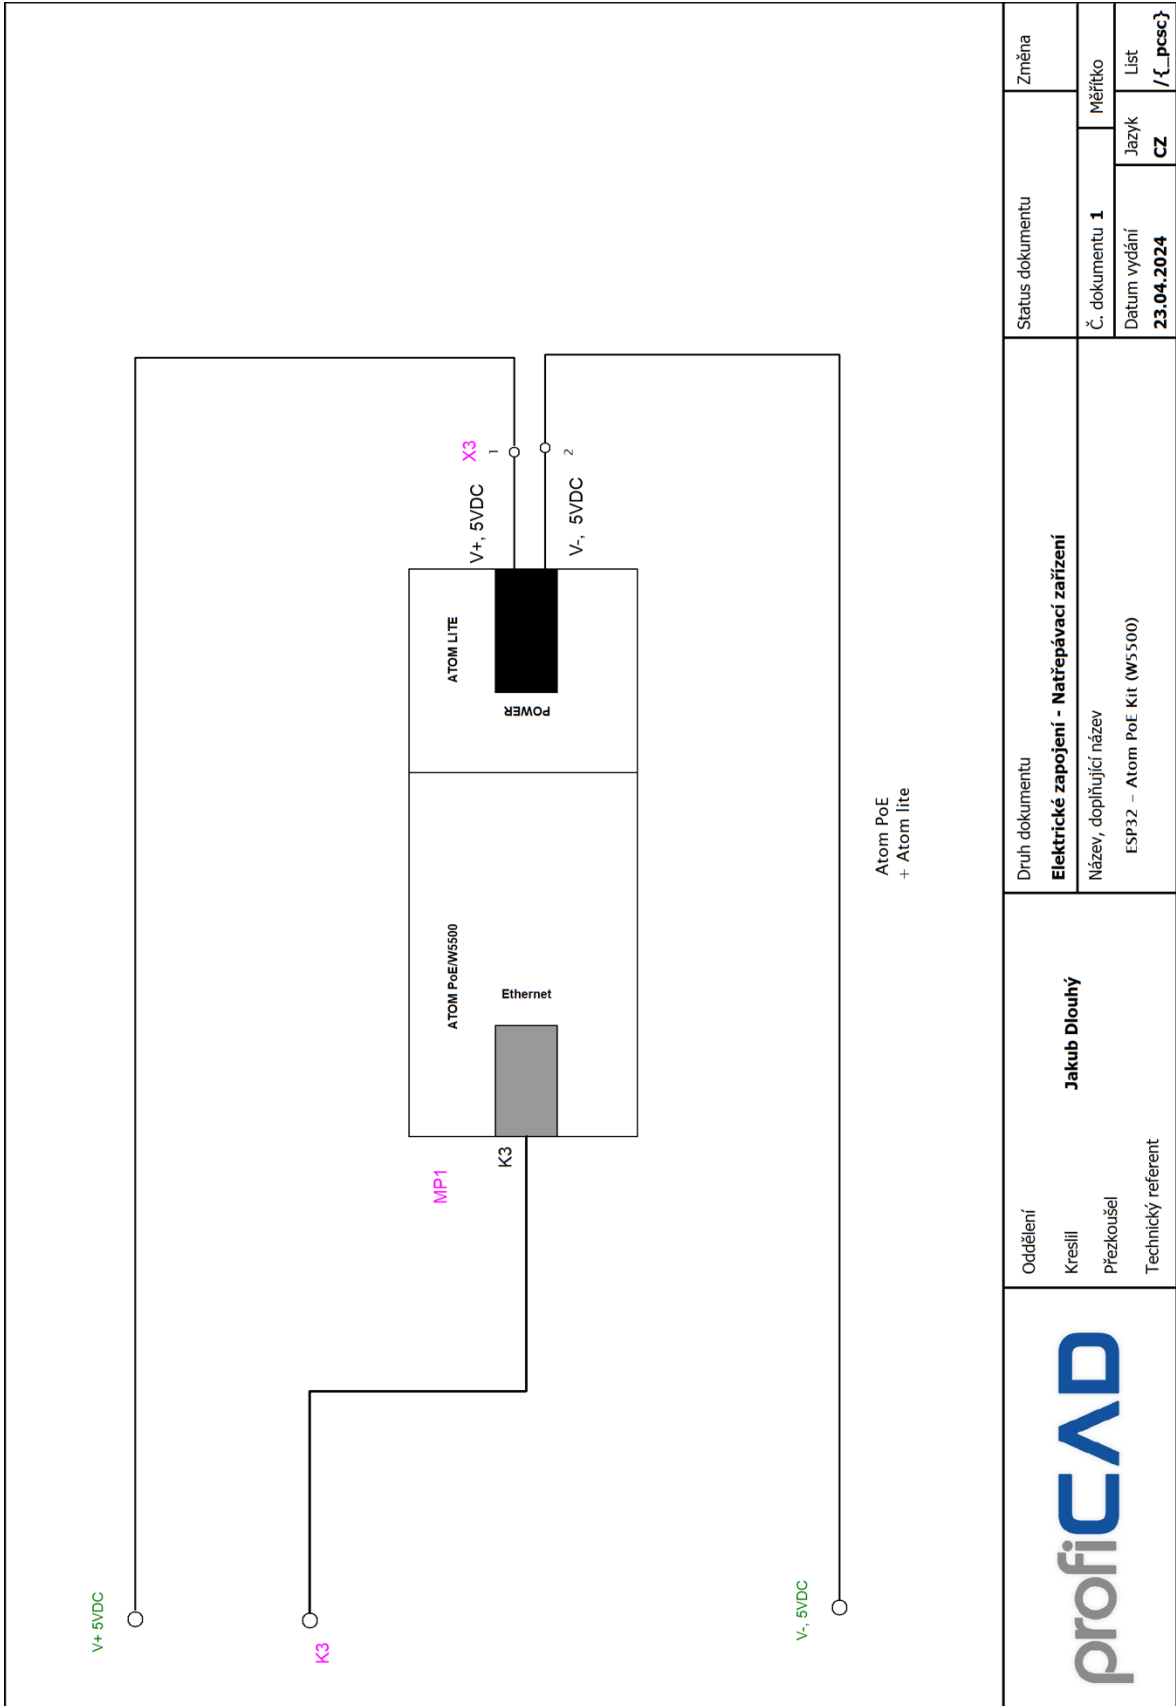 V+ 5VDC
K3
V-, 5VDC
MP1
K3
ATOM PoE/W5500
Ethernet
ATOM LITE
POWER
V+, 5VDC
X3
1
V-, 5VDC
2
Atom PoE
+ Atom lite
profiCAD
Oddělení
Kreslil
Jakub Dlouhý
Přezkoušel
Technický referent
Druh dokumentu
Elektrické zapojení - Natřepávací zařízení
Název, doplňující název
ESP32 – Atom PoE Kit (W5500)
Status dokumentu
Změna
Č. dokumentu 1
Měřítko
Datum vydání
23.04.2024
Jazyk
CZ
List
/{_pcsc}